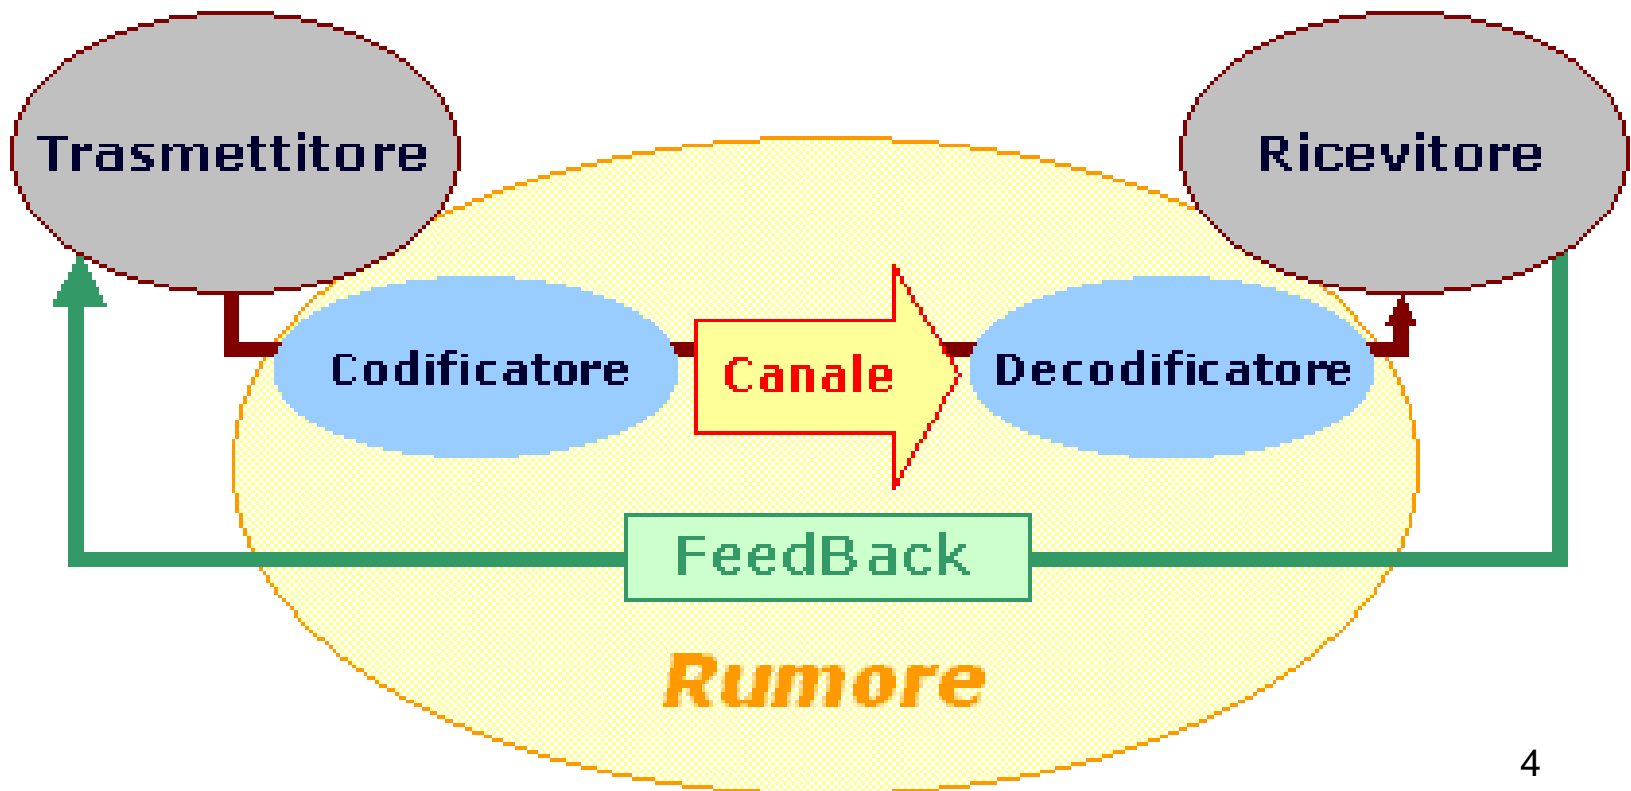 Trasmettitore
Ricevitore
Codificatore
Canale
Decodificatore
FeedBack
Rumore
4